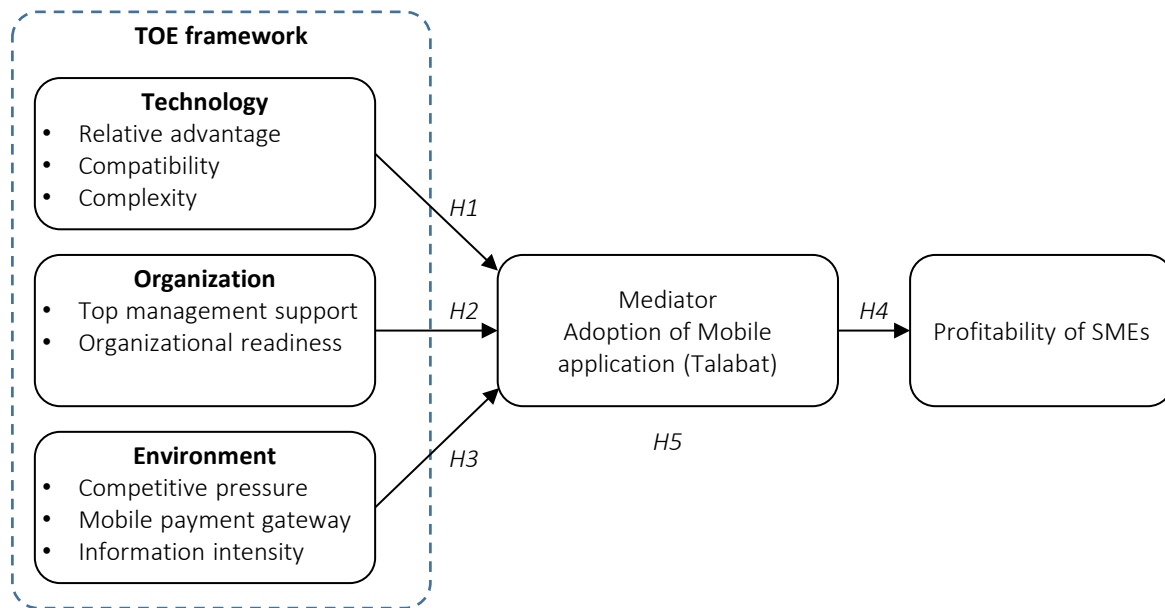 TOE framework
Technology
• Relative advantage
• Compatibility
• Complexity
Organization
• Top management support
• Organizational readiness
Environment
• Competitive pressure
• Mobile payment gateway
• Information intensity
H1
H2
H3
Mediator
Adoption of Mobile
application (Talabat)
H5
H4
Profitability of SMEs